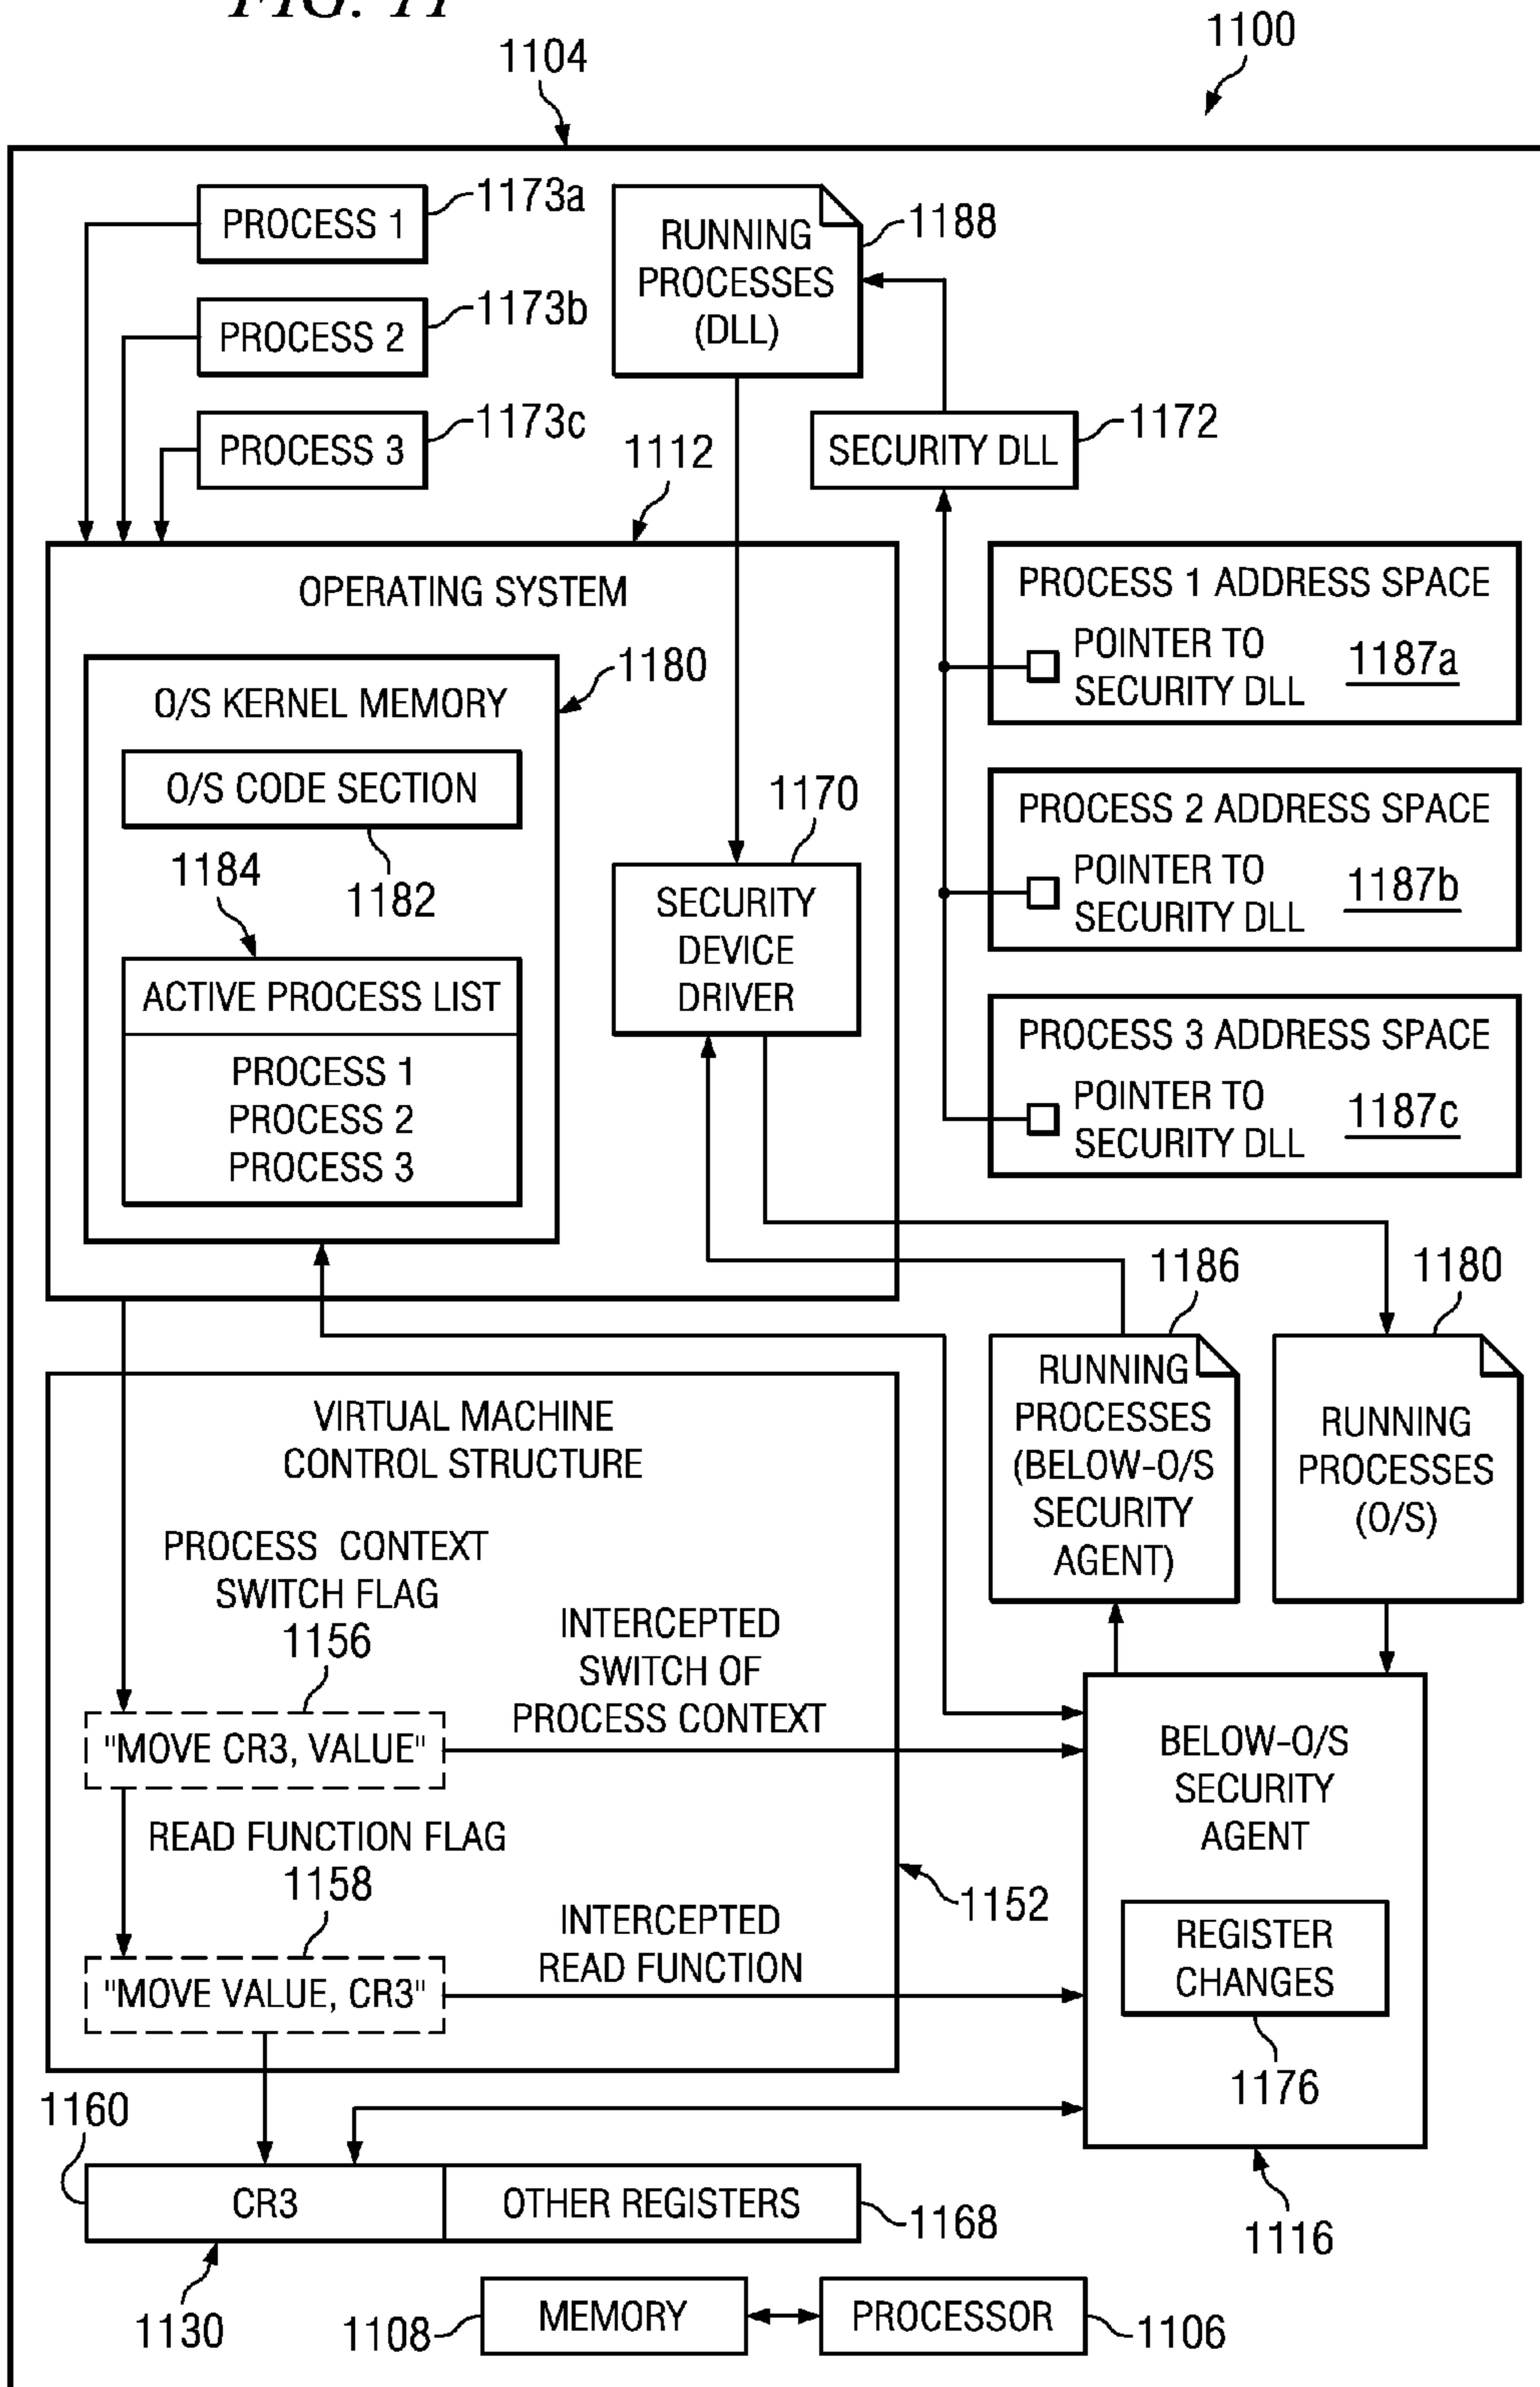 FIG. 11
1100
1104
PROCESS 1
1173a
PROCESS 2
1173b
PROCESS 3
1173c
RUNNING
PROCESSES
(DLL)
1188
SECURITY DLL
1172
1112
OPERATING SYSTEM
O/S KERNEL MEMORY
1180
O/S CODE SECTION
1182
1184
ACTIVE PROCESS LIST
PROCESS 1
PROCESS 2
PROCESS 3
1170
SECURITY
DEVICE
DRIVER
PROCESS 1 ADDRESS SPACE
POINTER TO
SECURITY DLL
1187a
PROCESS 2 ADDRESS SPACE
POINTER TO
SECURITY DLL
1187b
PROCESS 3 ADDRESS SPACE
POINTER TO
SECURITY DLL
1187c
1186
RUNNING
PROCESSES
(BELOW-O/S
SECURITY
AGENT)
1180
RUNNING
PROCESSES
(O/S)
VIRTUAL MACHINE
CONTROL STRUCTURE
PROCESS CONTEXT
SWITCH FLAG
1156
"MOVE CR3, VALUE"
INTERCEPTED
SWITCH OF
PROCESS CONTEXT
READ FUNCTION FLAG
1158
"MOVE VALUE, CR3"
INTERCEPTED
READ FUNCTION
1152
BELOW-O/S
SECURITY
AGENT
REGISTER
CHANGES
1176
1116
1160
CR3
OTHER REGISTERS
1168
1130
1108
MEMORY
PROCESSOR
1106